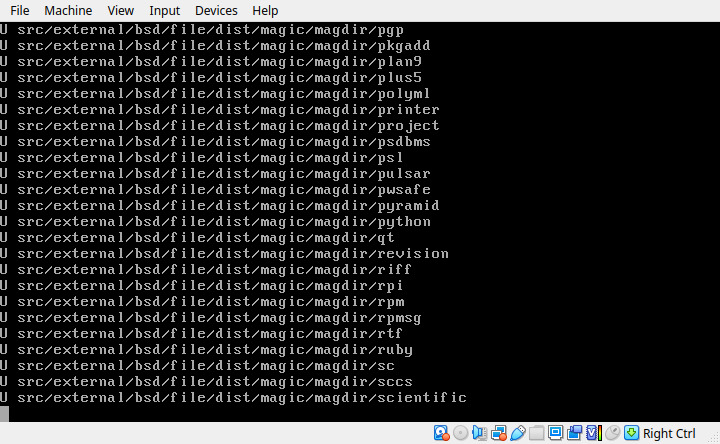 File Machine View Input Devices Help
U src/external/bsd/file/dist/magic/magdir/pgp
U src/external/bsd/file/dist/magic/magdir/pkgadd
U src/external/bsd/file/dist/magic/magdir/plan9
U src/external/bsd/file/dist/magic/magdir/plus5
U src/external/bsd/file/dist/magic/magdir/polyml
U src/external/bsd/file/dist/magic/magdir/printer
U src/external/bsd/file/dist/magic/magdir/project
U src/external/bsd/file/dist/magic/magdir/psdbms
U src/external/bsd/file/dist/magic/magdir/psl
U src/external/bsd/file/dist/magic/magdir/pulsar
U src/external/bsd/file/dist/magic/magdir/pwsafe
U src/external/bsd/file/dist/magic/magdir/pyramid
U src/external/bsd/file/dist/magic/magdir/python
U src/external/bsd/file/dist/magic/magdir/qt
U src/external/bsd/file/dist/magic/magdir/revision
U src/external/bsd/file/dist/magic/magdir/riff
U src/external/bsd/file/dist/magic/magdir/rpi
U src/external/bsd/file/dist/magic/magdir/rpm
U src/external/bsd/file/dist/magic/magdir/rpmsg
U src/external/bsd/file/dist/magic/magdir/rtf
U src/external/bsd/file/dist/magic/magdir/ruby
U src/external/bsd/file/dist/magic/magdir/sc
U src/external/bsd/file/dist/magic/magdir/sccs
U src/external/bsd/file/dist/magic/magdir/scientific
Right Ctrl